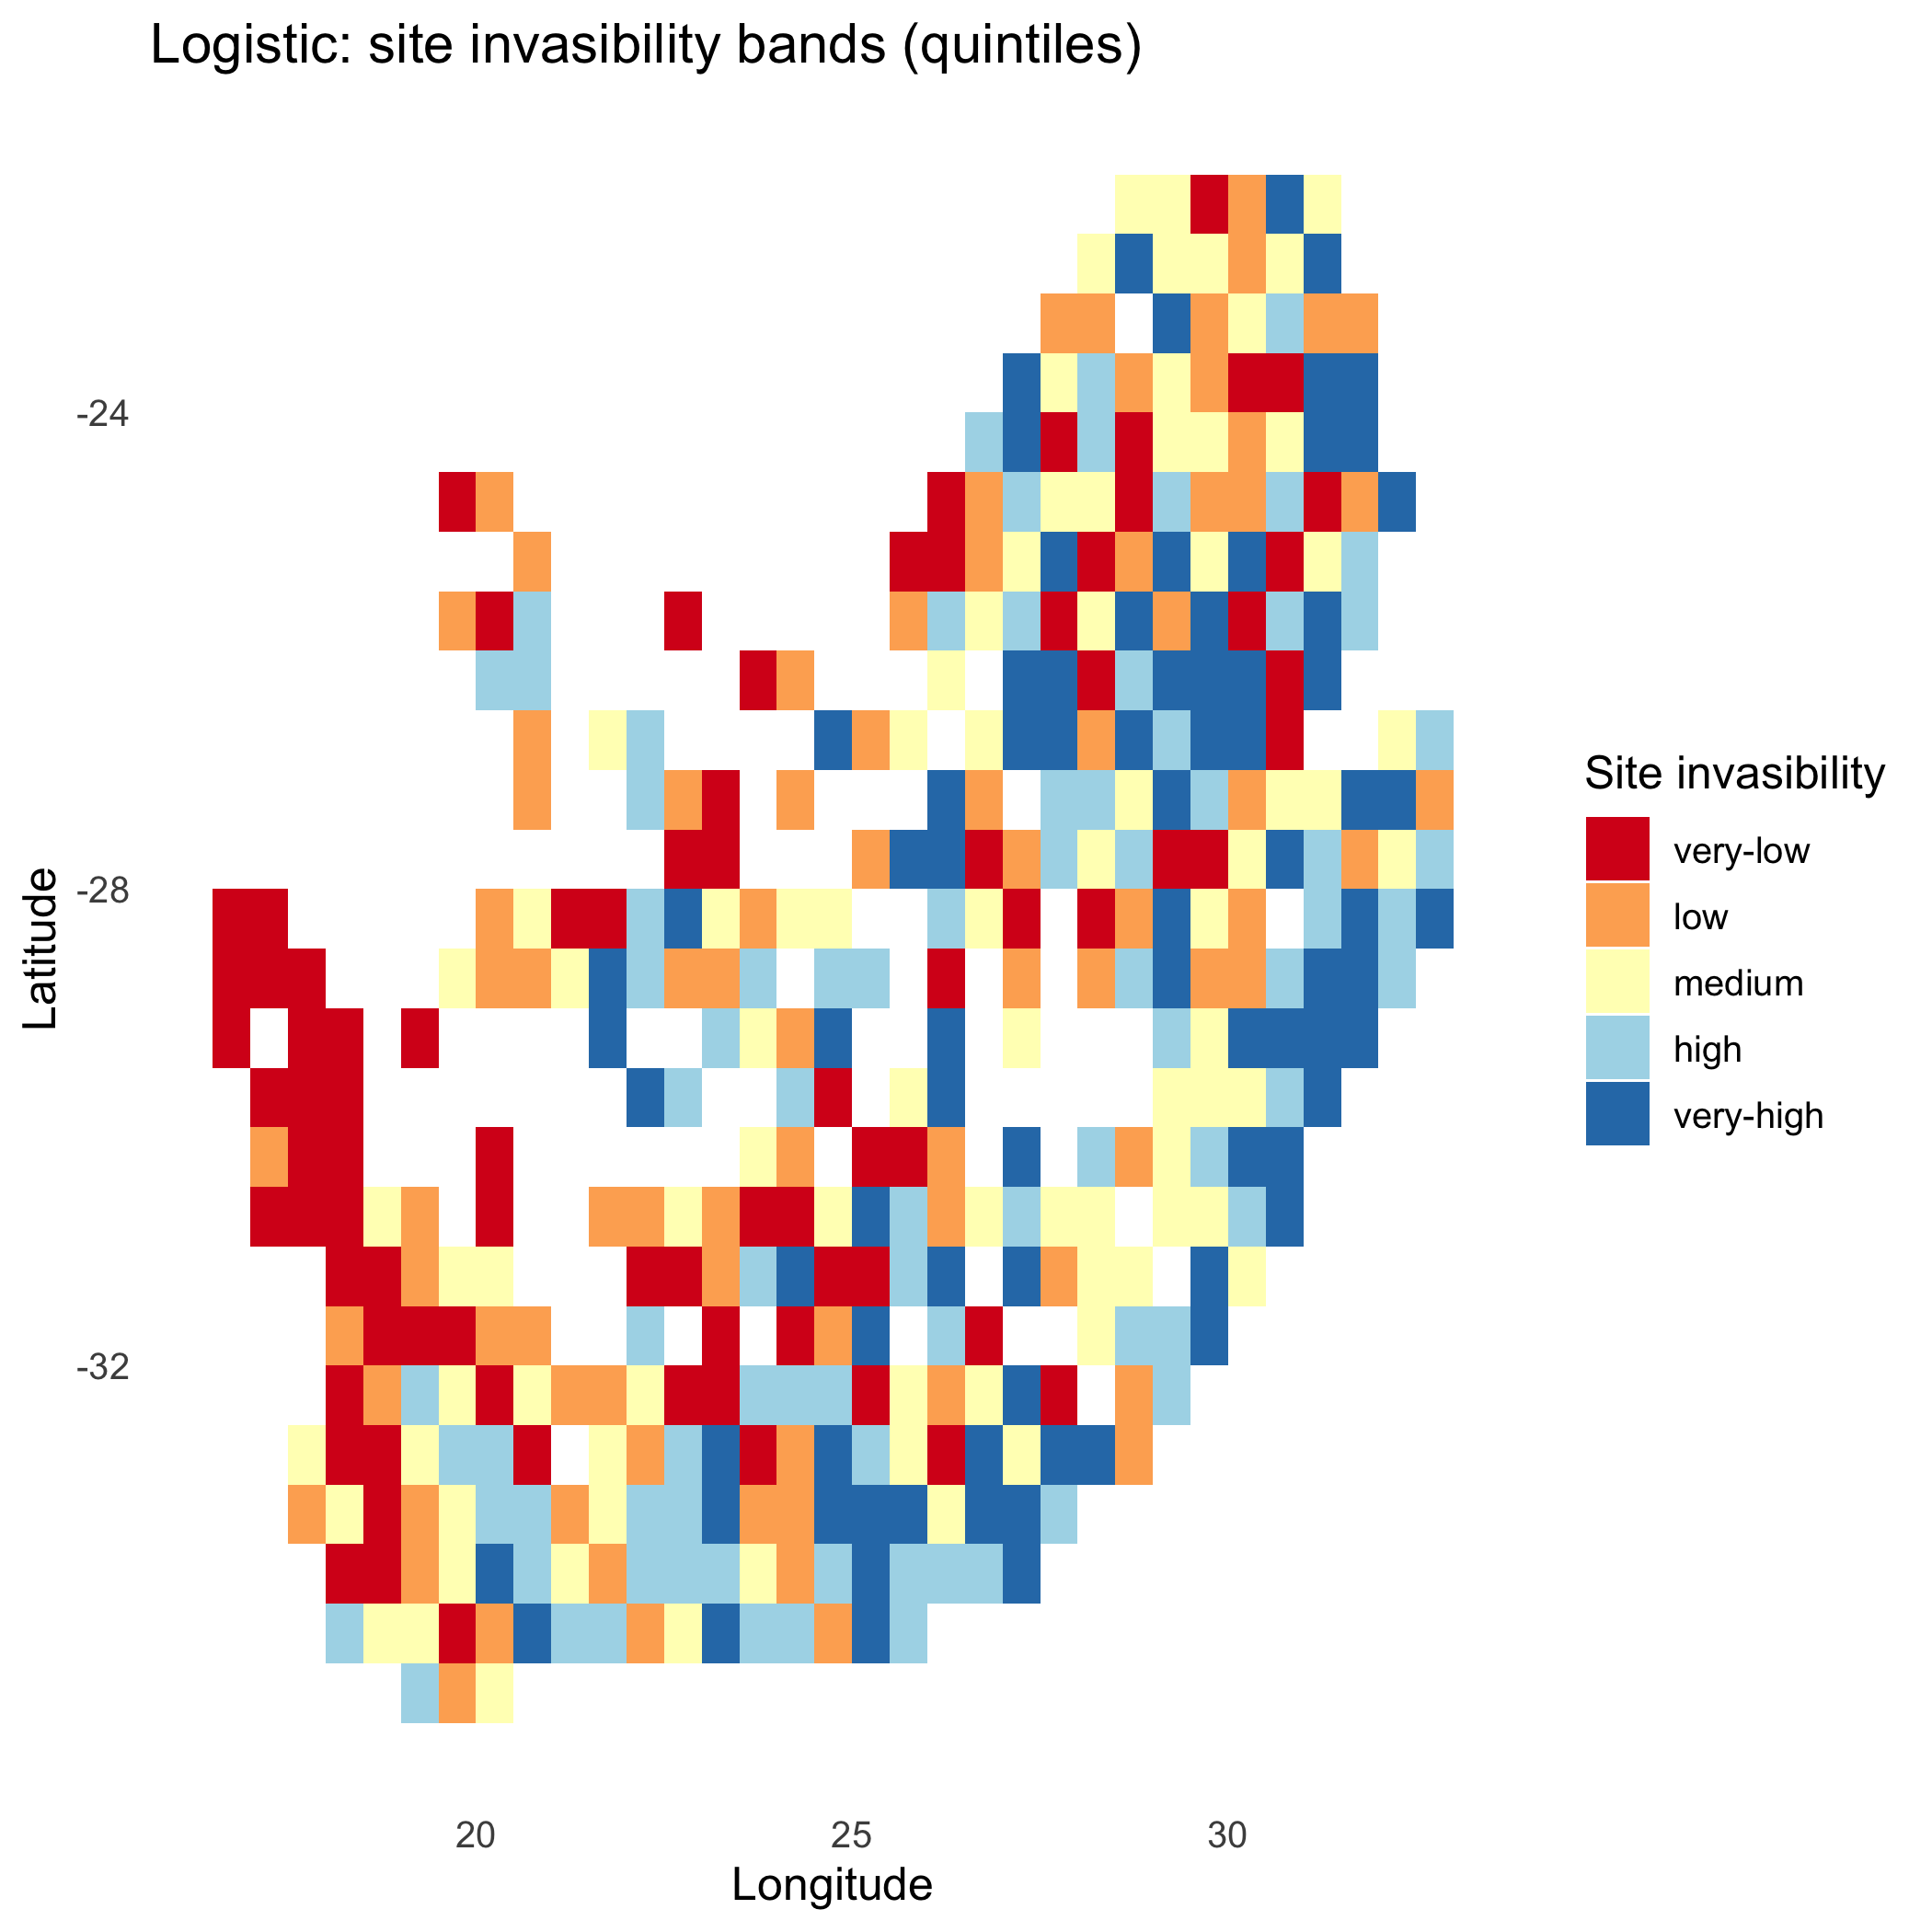 Logistic: site invasibility bands (quintiles)
-24
-28
-32
Latitude
20
25
30
Longitude
Site invasibility
very-low
low
medium
high
very-high